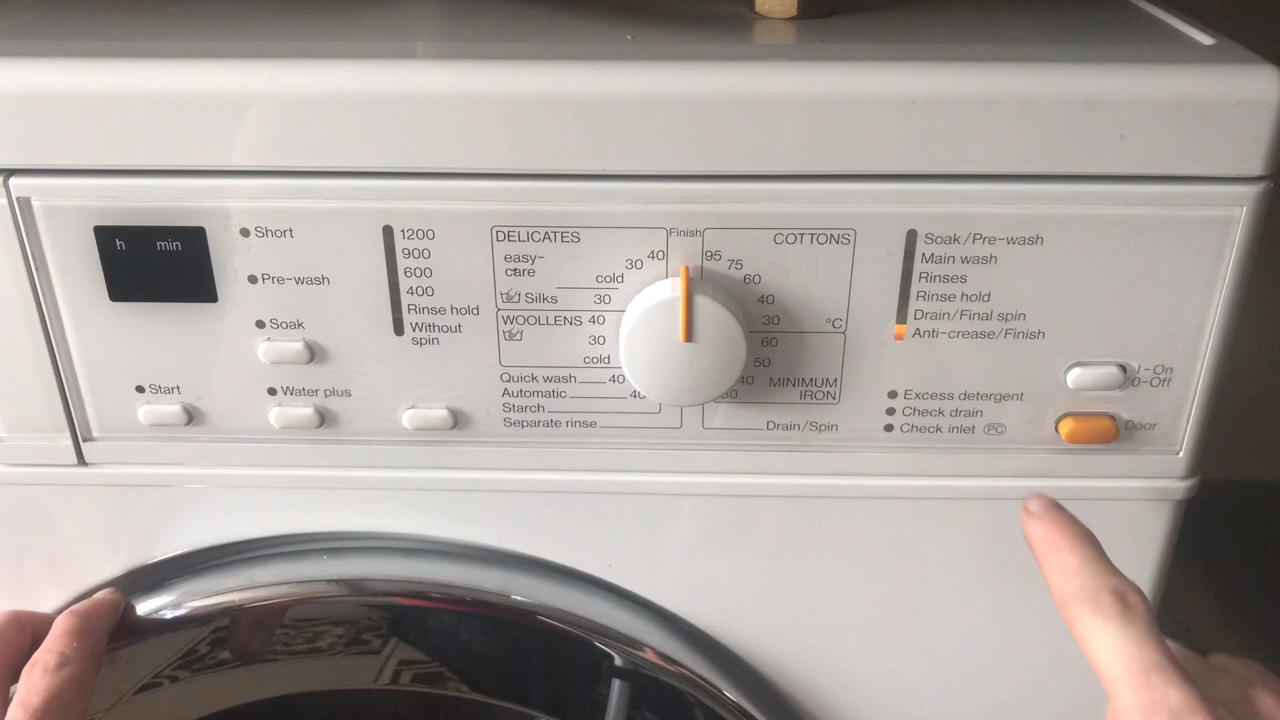 h min
Short
Pre-wash
Soak
Start
Water plus
1200
900
600
400
Rinse hold
Without
spin
DELICATES
easy-
care
40
30
cold
Silks 30
WOOLLENS 40
30
cold
Quick wash 40
Automatic 40
Starch
Separate rinse
Finish
COTTONS
95
75
60
40
30 °C
60
50
40 MINIMUM
30 IRON
Drain/Spin
Soak/Pre-wash
Main wash
Rinses
Rinse hold
Drain/Final spin
Anti-crease/Finish
Excess detergent
Check drain
Check inlet PC
I-On
0-Off
Door